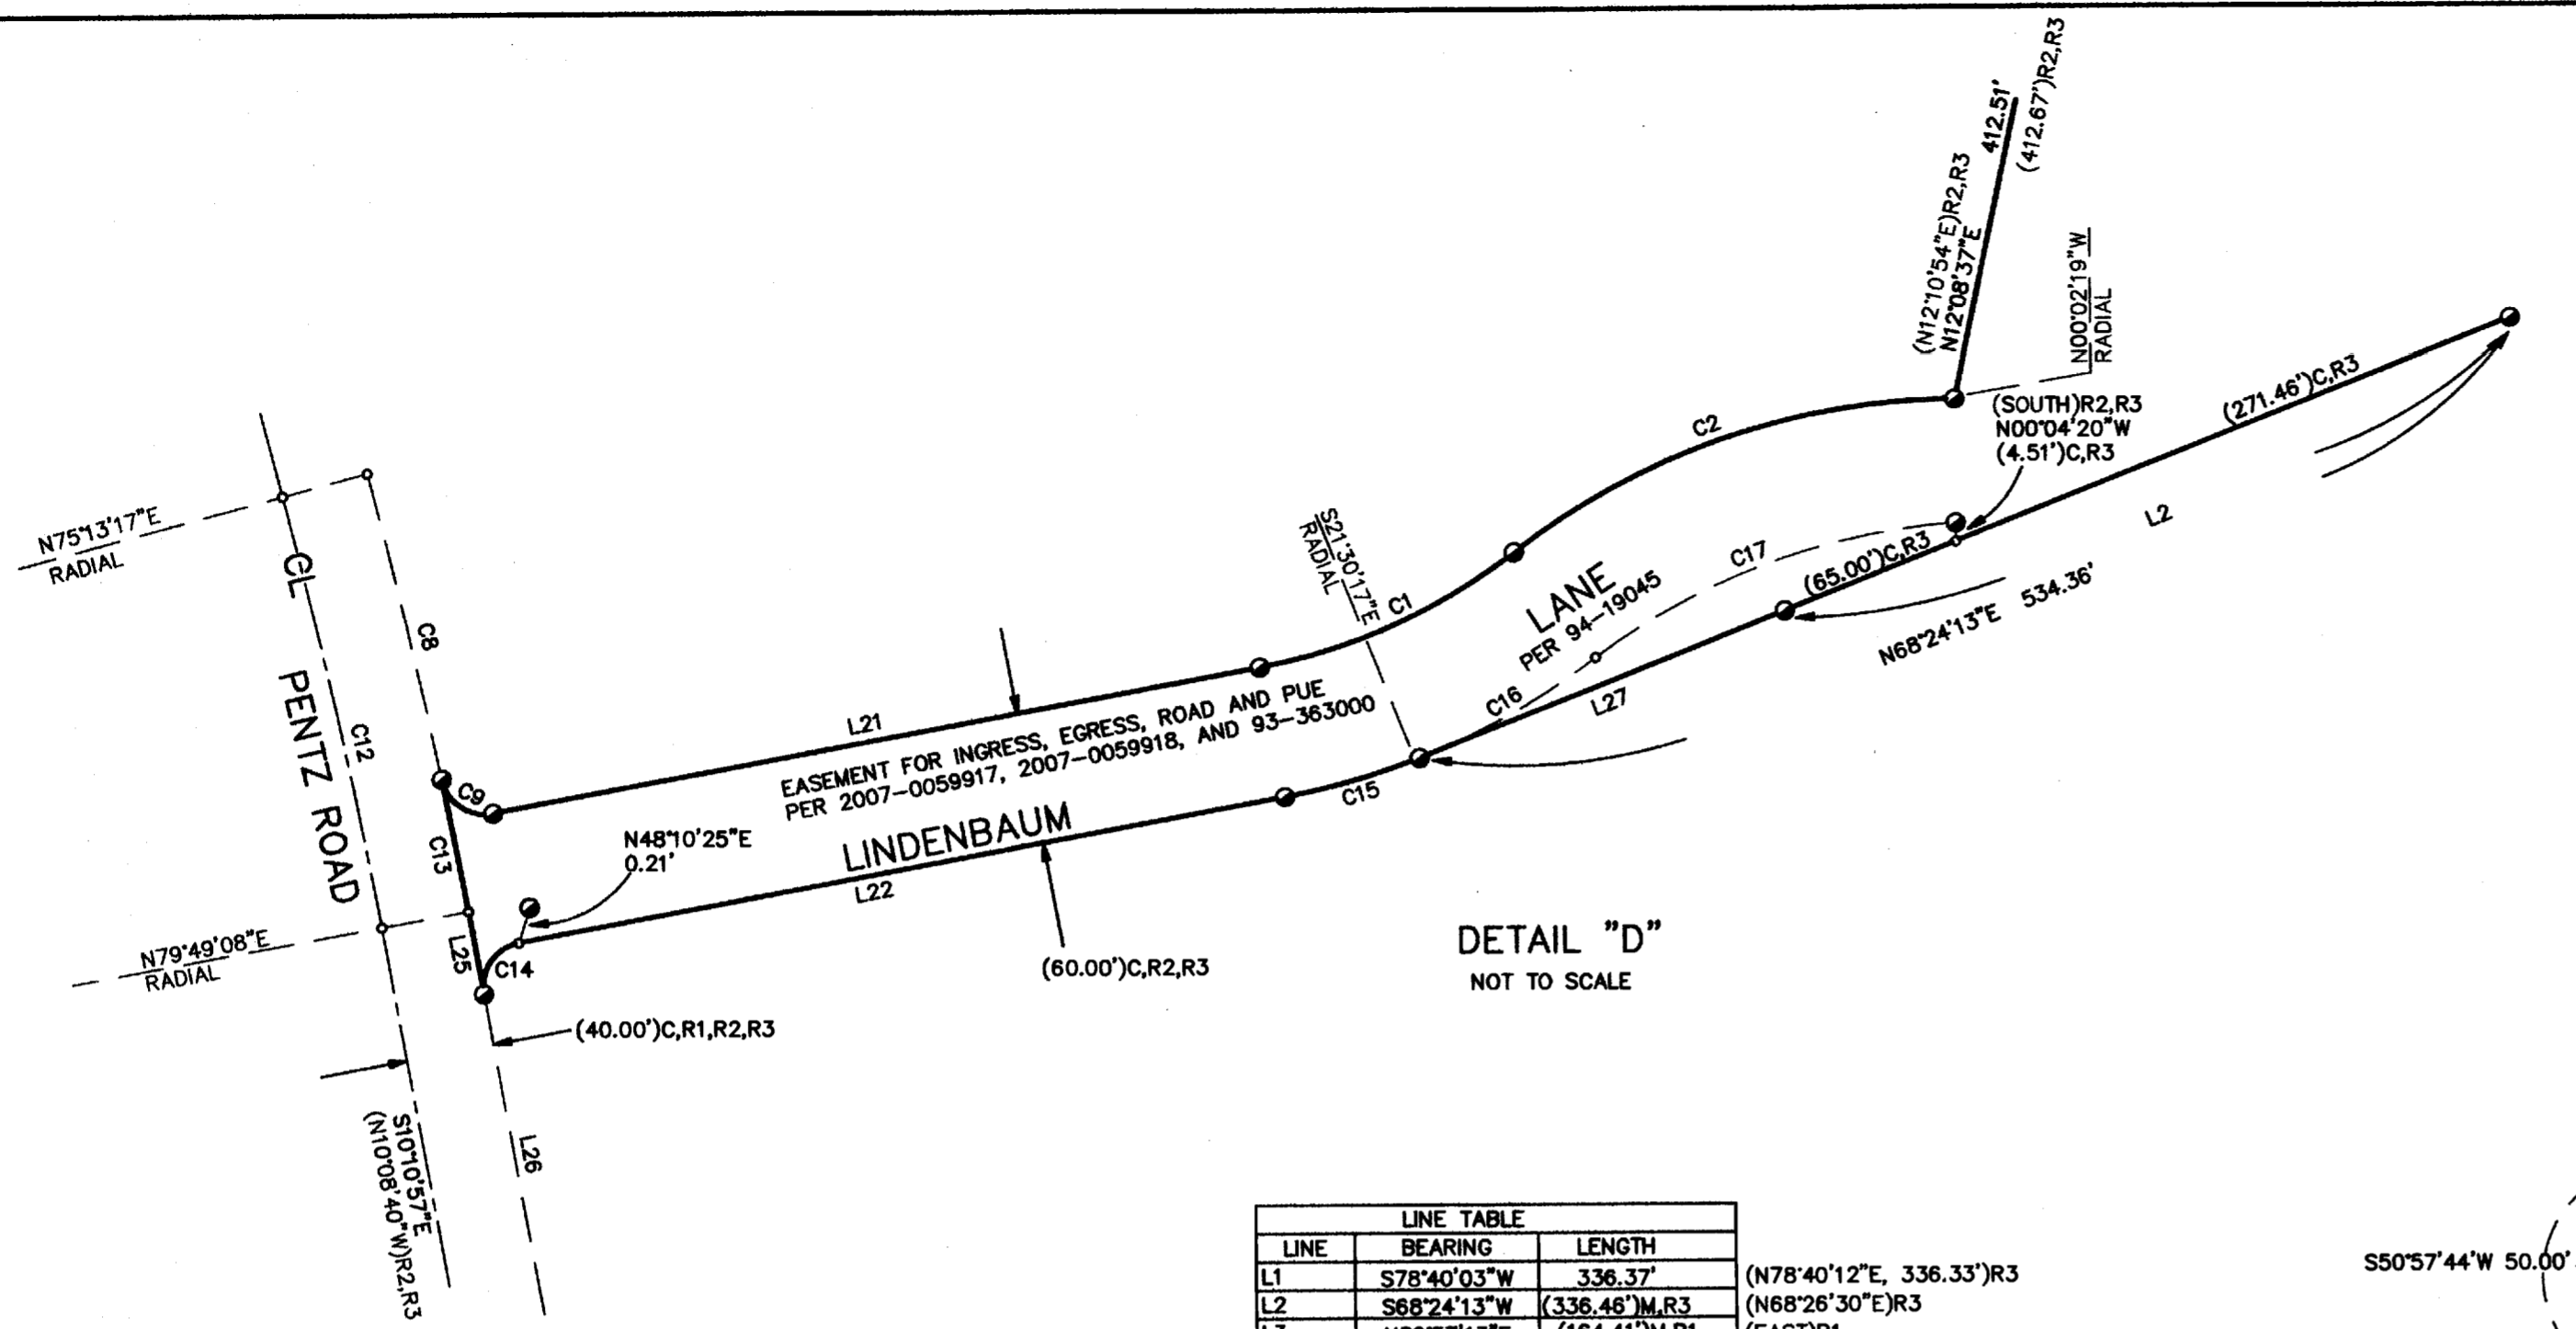 412.51'
(412.67')R2,R3
(N12°10'54"E)R2,R3
N12°08'37"E
N00°02'19"W
RADIAL
(SOUTH)R2,R3
N00°04'20"W
(4.51')C,R3
(271.46')C,R3
C2
L2
N75°13'17"E
RADIAL
CL
PENTZ ROAD
C8
C12
S21°30'17"E
RADIAL
C1
LANE
PER 94-19045
C17
(65.00')C,R3
N68°24'13"E 534.36'
C16
L27
L21
EASEMENT FOR INGRESS, EGRESS, ROAD AND PUE
PER 2007-0059917, 2007-0059918, AND 93-363000
C9
C13
N48°10'25"E
0.21'
LINDENBAUM
C15
L22
N79°49'08"E
RADIAL
L25
C14
(60.00')C,R2,R3
DETAIL "D"
NOT TO SCALE
(40.00')C,R1,R2,R3
S10°10'57"E
(N10°08'40"W)R2,R3
L26
LINE TABLE
LINE BEARING LENGTH
L1 S78°40'03"W 336.37' (N78°40'12"E, 336.33')R3
L2 S68°24'13"W (336.46')M,R3 (N68°26'30"E)R3
S50°57'44'W 50.00'